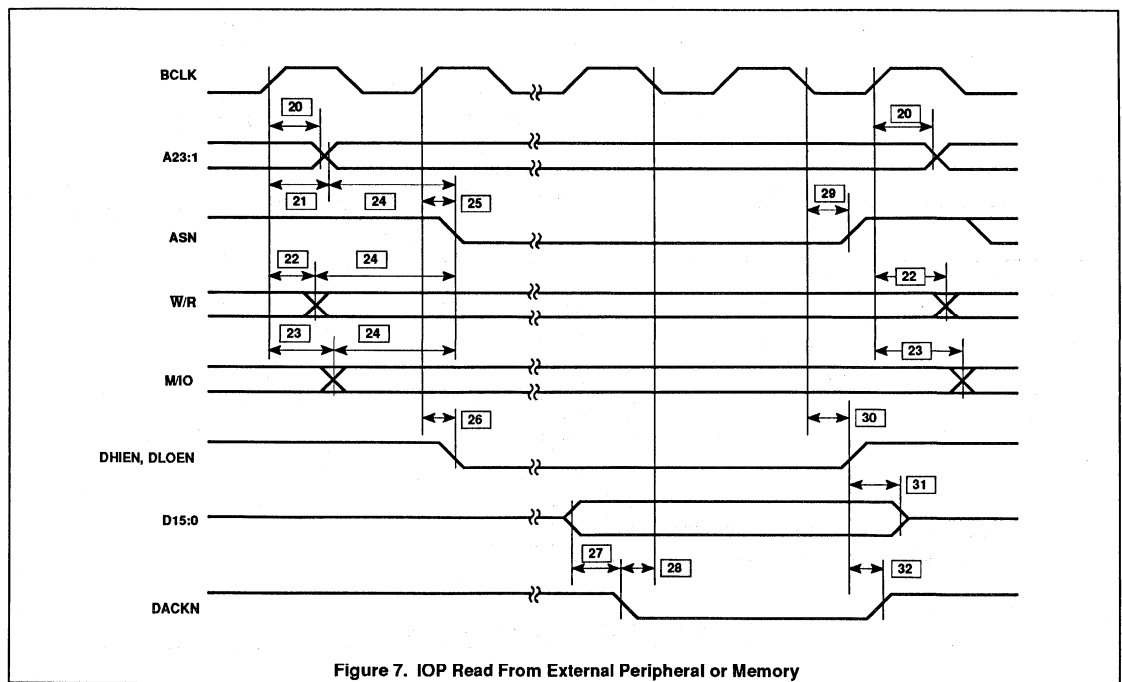 BCLK
20
20
A23:1
21
24
25
29
ASN
22
24
22
W̅/R
23
24
23
M/IO
26
30
DHIEN, DLOEN
31
D15:0
27
28
32
DACKN
Figure 7. IOP Read From External Peripheral or Memory